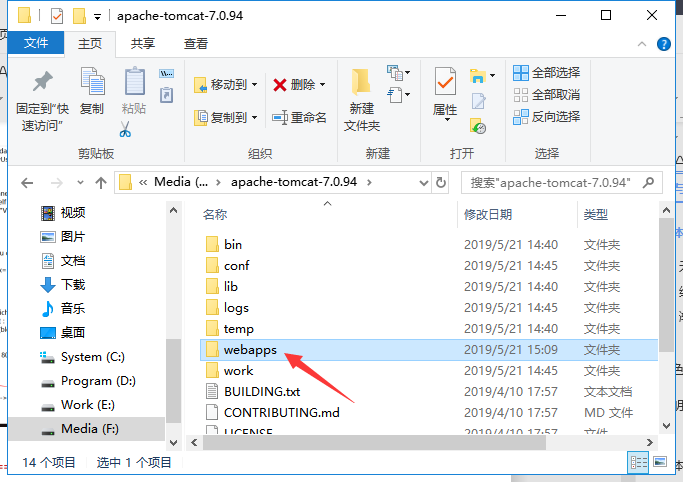 apache-tomcat-7.0.94
文件 主页 共享 查看
固定到"快速访问"
复制
粘贴
移动到
复制到
删除
重命名
新建
文件夹
属性
全部选择
全部取消
反向选择
剪贴板 组织 新建 打开 选择
« Media (... › apache-tomcat-7.0.94 ›
搜索"apache-tomcat-7.0.94"
名称 修改日期 类型
视频
图片
文档
下载
音乐
桌面
System (C:)
Program (D:)
Work (E:)
Media (F:)
bin 2019/5/21 14:40 文件夹
conf 2019/5/21 14:45 文件夹
lib 2019/5/21 14:40 文件夹
logs 2019/5/21 14:45 文件夹
temp 2019/5/21 14:40 文件夹
webapps 2019/5/21 15:09 文件夹
work 2019/5/21 14:45 文件夹
BUILDING.txt 2019/4/10 17:57 文本文档
CONTRIBUTING.md 2019/4/10 17:57 MD 文件
LICENSE 2019/4/10 17:57 文件
14 个项目 选中 1 个项目